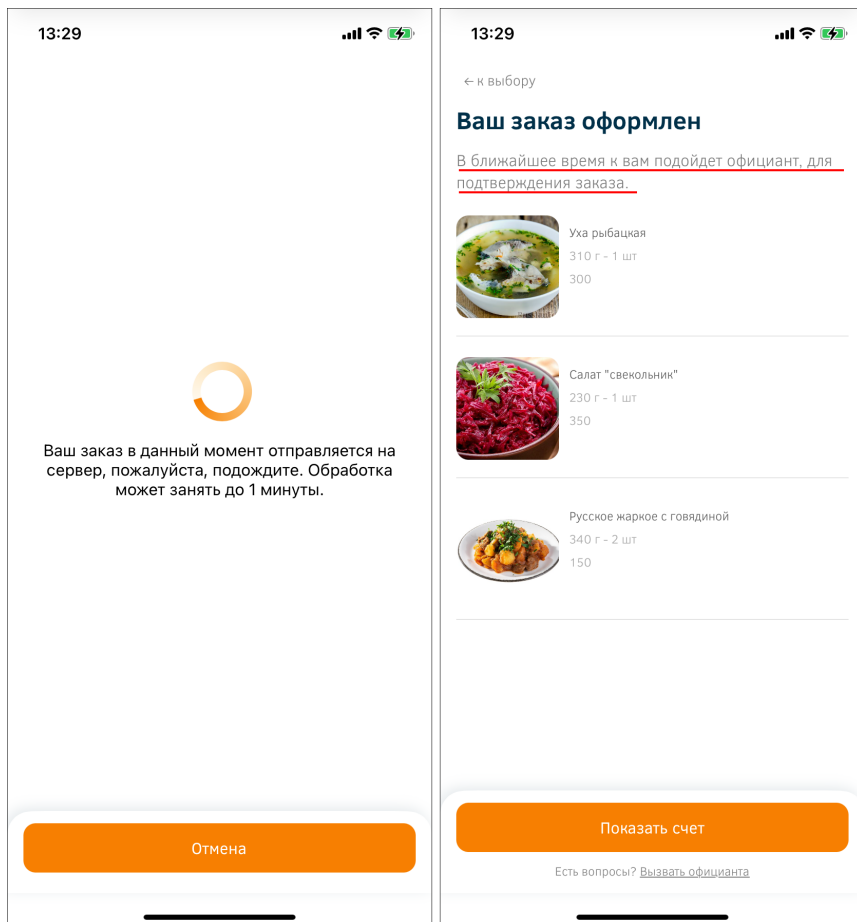 13:29
Ваш заказ в данный момент отправляется на
сервер, пожалуйста, подождите. Обработка
может занять до 1 минуты.
Отмена
13:29
← к выбору
Ваш заказ оформлен
В ближайшее время к вам подойдет официант, для
подтверждения заказа.
Уха рыбацкая
310 г - 1 шт
300
Салат "свекольник"
230 г - 1 шт
350
Русское жаркое с говядиной
340 г - 2 шт
150
Показать счет
Есть вопросы? Вызвать официанта